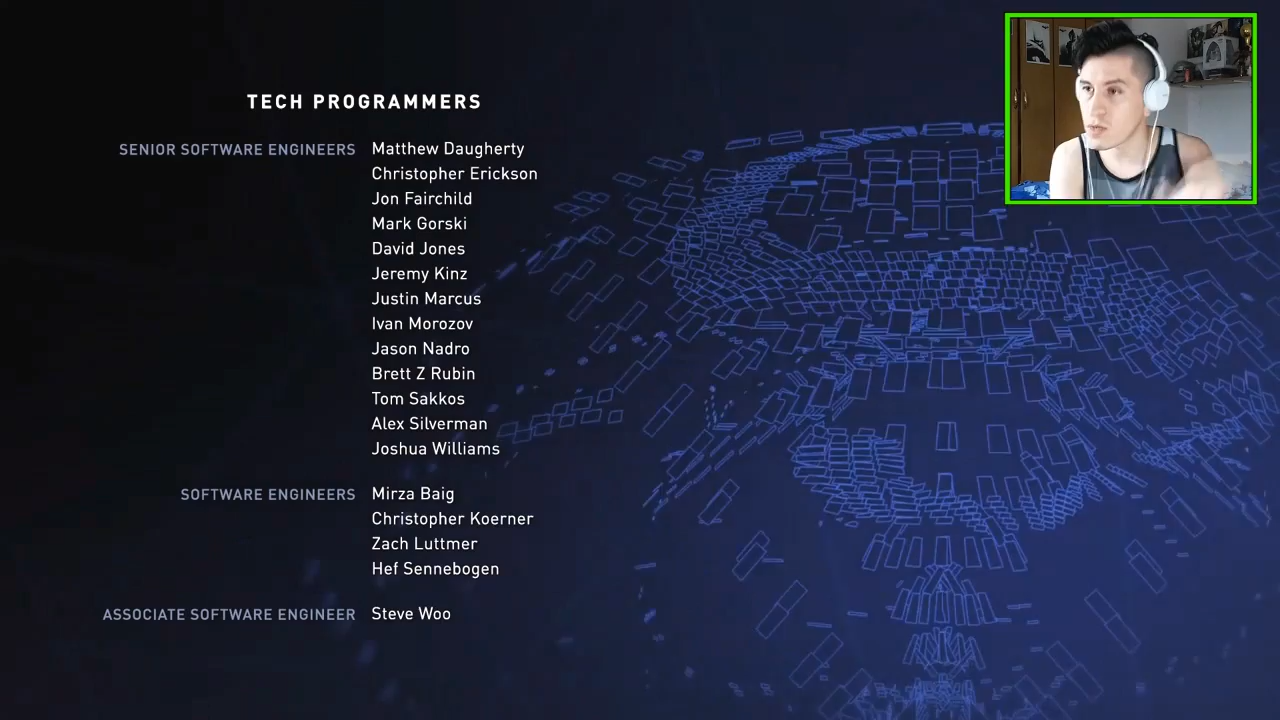 TECH PROGRAMMERS
SENIOR SOFTWARE ENGINEERS Matthew Daugherty
Christopher Erickson
Jon Fairchild
Mark Gorski
David Jones
Jeremy Kinz
Justin Marcus
Ivan Morozov
Jason Nadro
Brett Z Rubin
Tom Sakkos
Alex Silverman
Joshua Williams
SOFTWARE ENGINEERS Mirza Baig
Christopher Koerner
Zach Luttmer
Hef Sennebogen
ASSOCIATE SOFTWARE ENGINEER Steve Woo